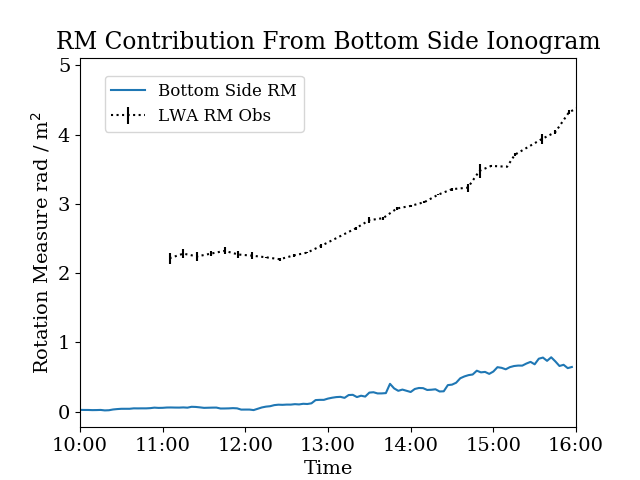 RM Contribution From Bottom Side Ionogram
Bottom Side RM
LWA RM Obs
Rotation Measure rad / m²
5
4
3
2
1
0
10:00 11:00 12:00 13:00 14:00 15:00 16:00
Time